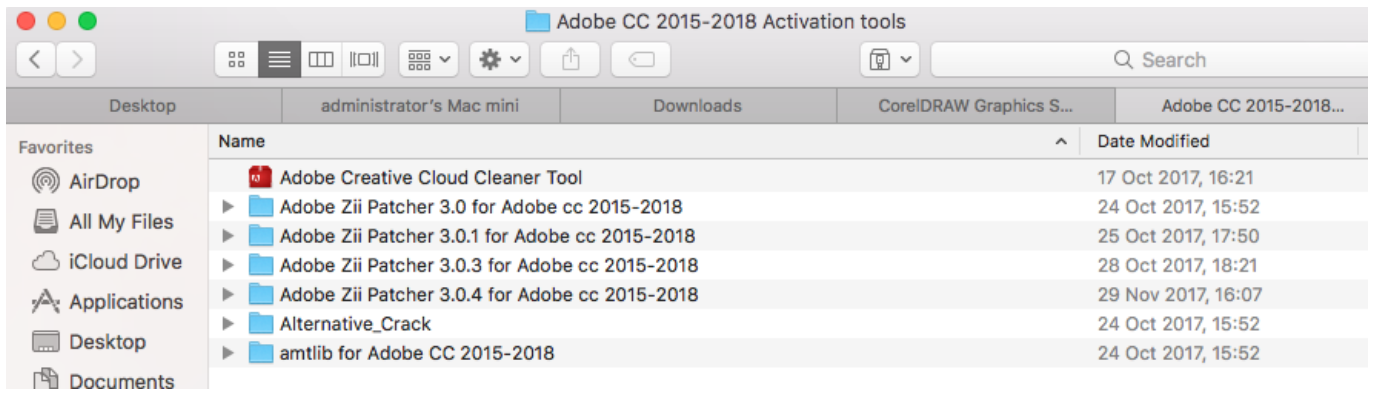 Adobe CC 2015-2018 Activation tools
Search
Desktop administrator's Mac mini Downloads CorelDRAW Graphics S... Adobe CC 2015-2018...
Favorites
AirDrop
All My Files
iCloud Drive
Applications
Desktop
Documents
Name Date Modified
Adobe Creative Cloud Cleaner Tool 17 Oct 2017, 16:21
Adobe Zii Patcher 3.0 for Adobe cc 2015-2018 24 Oct 2017, 15:52
Adobe Zii Patcher 3.0.1 for Adobe cc 2015-2018 25 Oct 2017, 17:50
Adobe Zii Patcher 3.0.3 for Adobe cc 2015-2018 28 Oct 2017, 18:21
Adobe Zii Patcher 3.0.4 for Adobe cc 2015-2018 29 Nov 2017, 16:07
Alternative_Crack 24 Oct 2017, 15:52
amtlib for Adobe CC 2015-2018 24 Oct 2017, 15:52